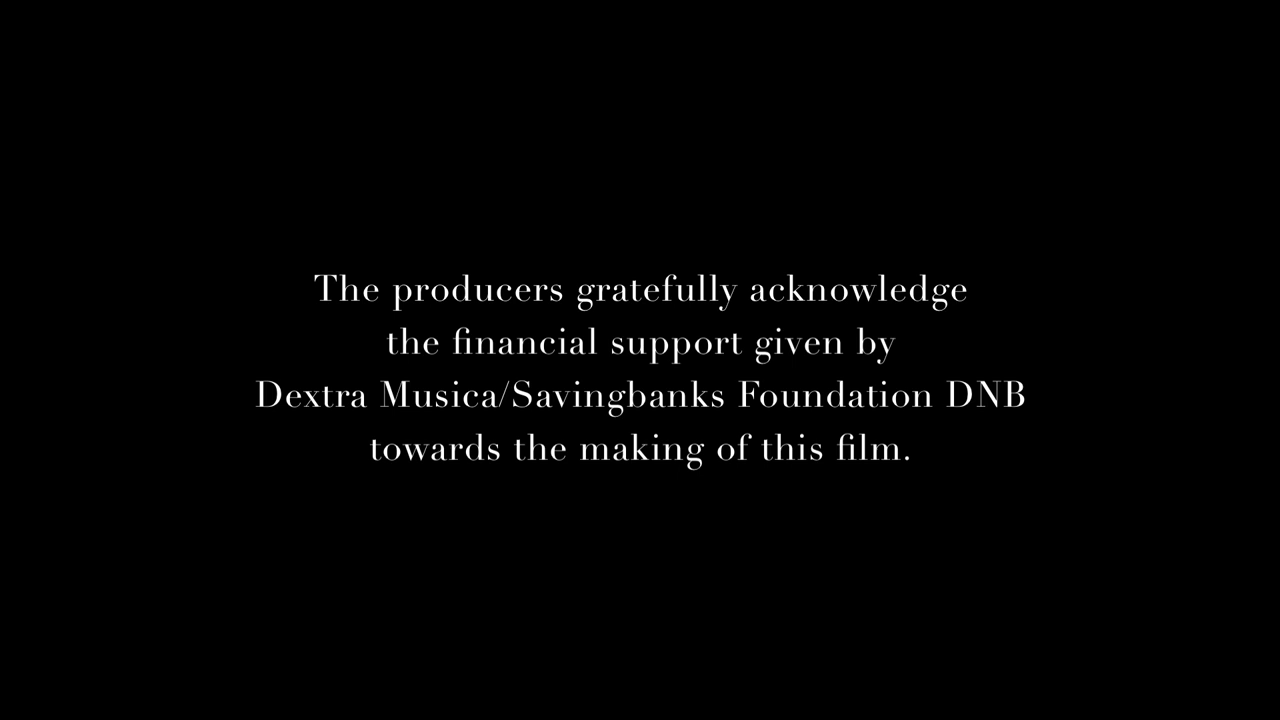 The producers gratefully acknowledge
the financial support given by
Dextra Musica/Savingbanks Foundation DNB
towards the making of this film.